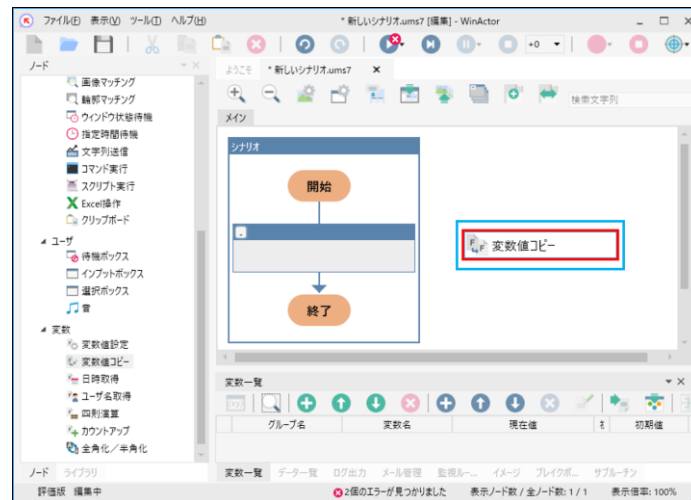 ファイル(F) 表示(V) ツール(T) ヘルプ(H)
* 新しいシナリオ.ums7 [編集] - WinActor
+0
ノード
ようこそ
* 新しいシナリオ.ums7
検索文字列
画像マッチング
輪郭マッチング
ウィンドウ状態待機
指定時間待機
文字列送信
コマンド実行
スクリプト実行
Excel操作
クリップボード
ユーザ
待機ボックス
インプットボックス
選択ボックス
音
変数
変数値設定
変数値コピー
日時取得
ユーザ名取得
四則演算
カウントアップ
全角化/半角化
メイン
シナリオ
開始
終了
変数値コピー
変数一覧
グループ名 変数名 現在値 初期値
ノード ライブラリ
変数一覧 データ一覧 ログ出力 メール管理 監視ルー... イメージ ブレイクポ... サブルーチン
評価版 編集中
2個のエラーが見つかりました
表示ノード数 / 全ノード数: 1 / 1
表示倍率: 100%